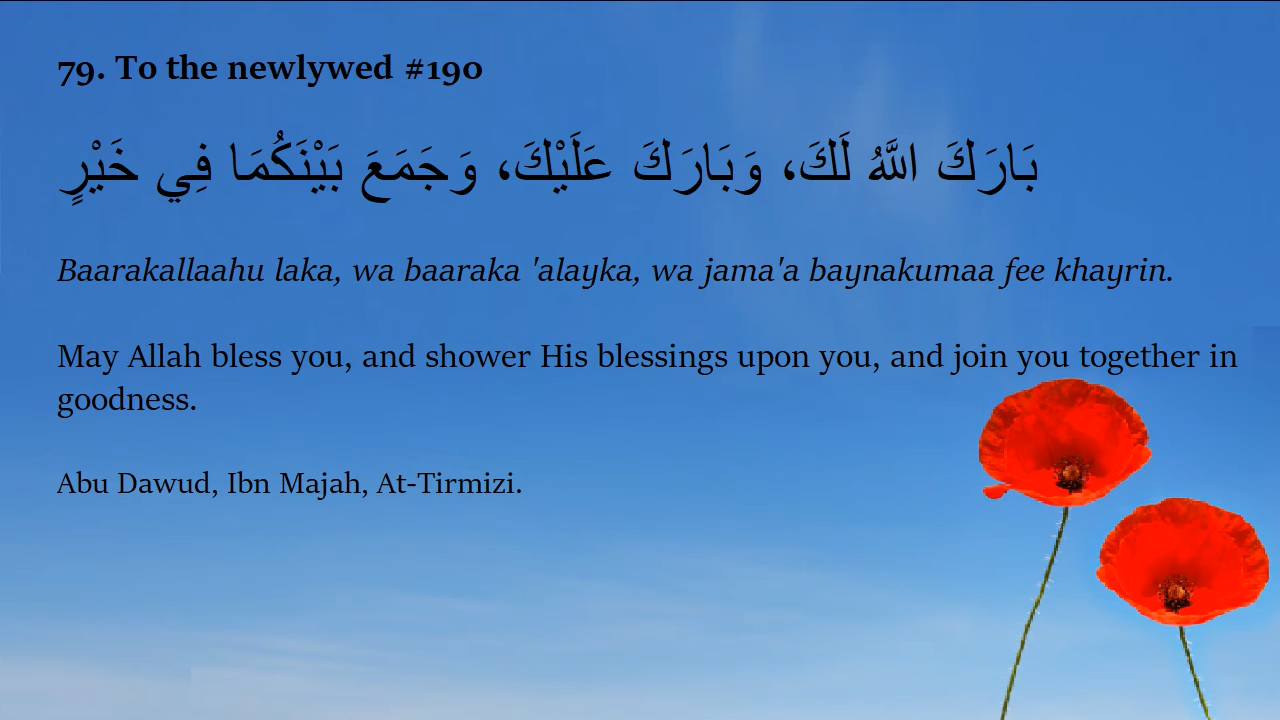 79. To the newlywed #190
بَارَكَ اللَّهُ لَكَ، وَبَارَكَ عَلَيْكَ، وَجَمَعَ بَيْنَكُمَا فِي خَيْرٍ
Baarakallaahu laka, wa baaraka 'alayka, wa jama'a baynakumaa fee khayrin.
May Allah bless you, and shower His blessings upon you, and join you together in
goodness.
Abu Dawud, Ibn Majah, At-Tirmizi.